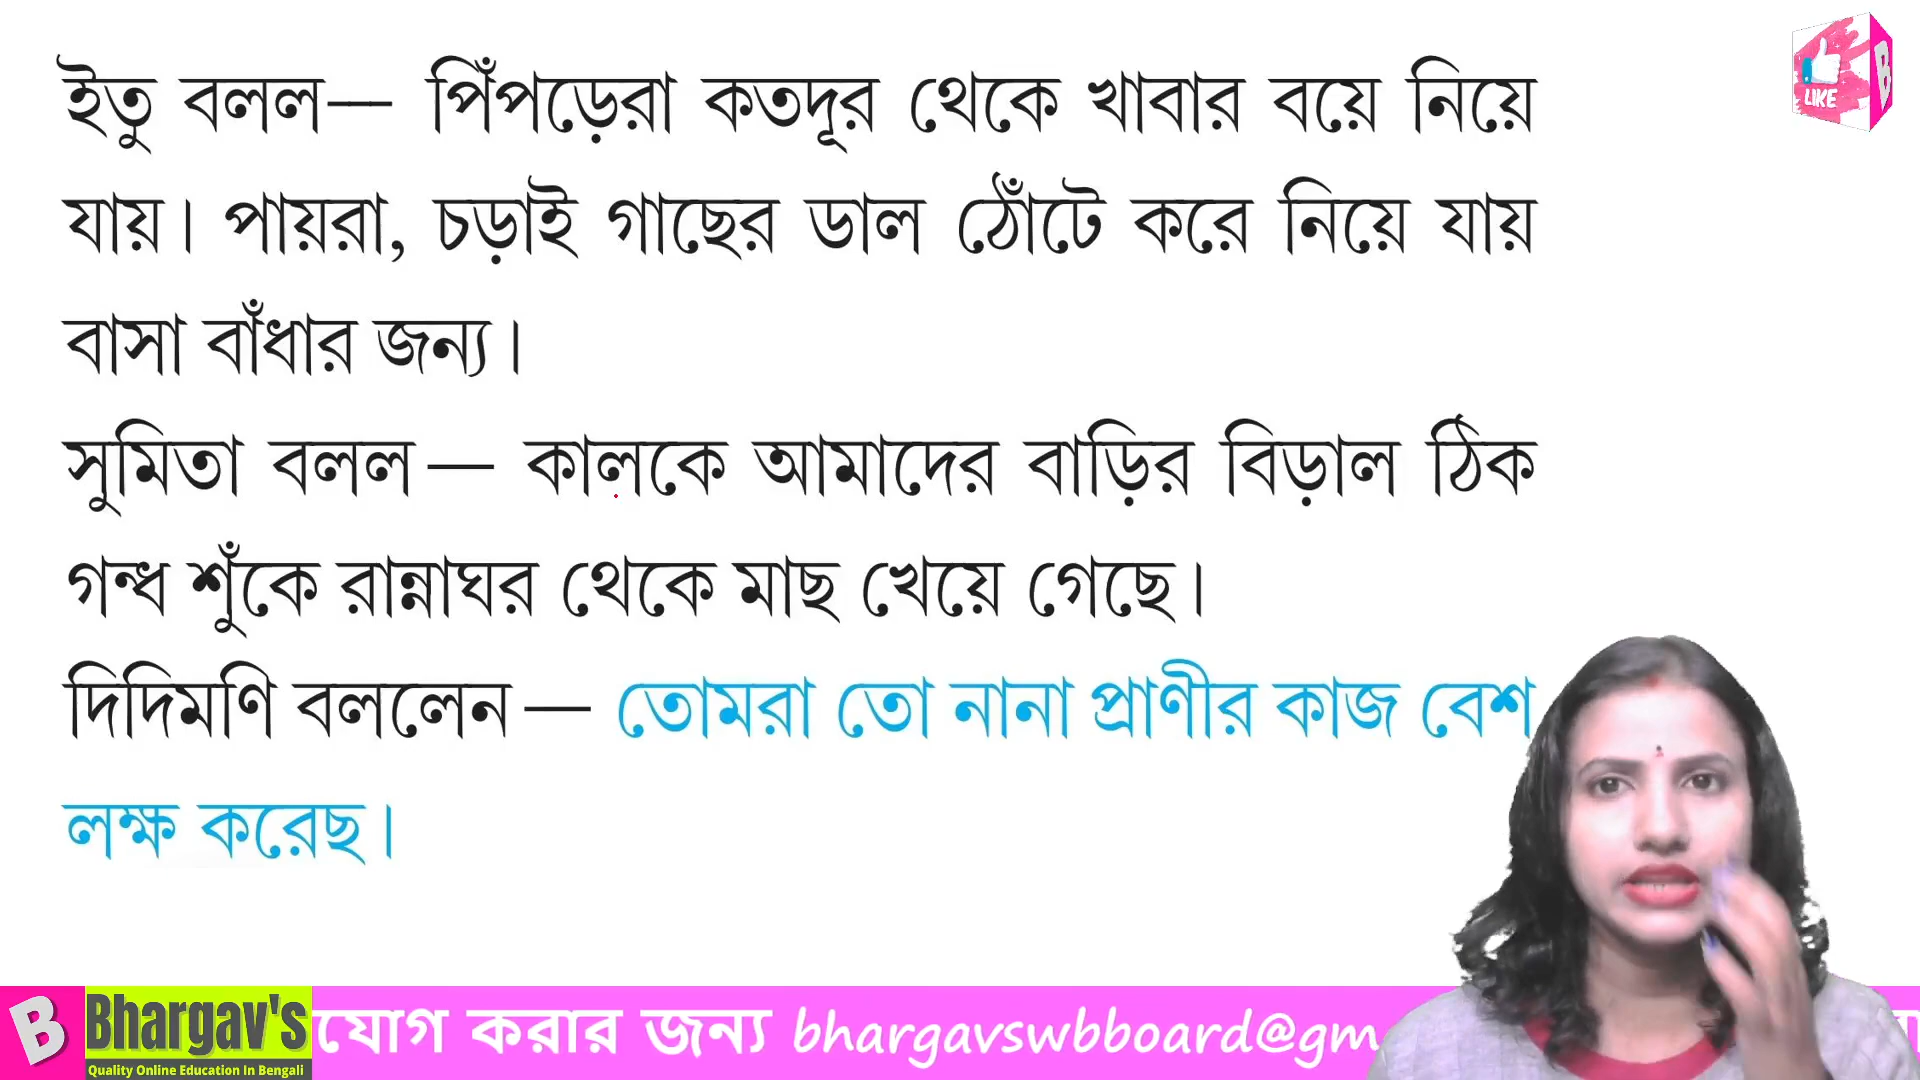 ইতু বলল— পিঁপড়েরা কতদূর থেকে খাবার বয়ে নিয়ে
যায়। পায়রা, চড়াই গাছের ডাল ঠোঁটে করে নিয়ে যায়
বাসা বাঁধার জন্য।
সুমিতা বলল— কালকে আমাদের বাড়ির বিড়াল ঠিক
গন্ধ শুঁকে রান্নাঘর থেকে মাছ খেয়ে গেছে।
দিদিমণি বললেন— তোমরা তো নানা প্রাণীর কাজ বেশ
লক্ষ করেছ।
LIKE
B
B Bhargav's
Quality Online Education In Bengali
যোগ করার জন্য bhargavswbboard@gm